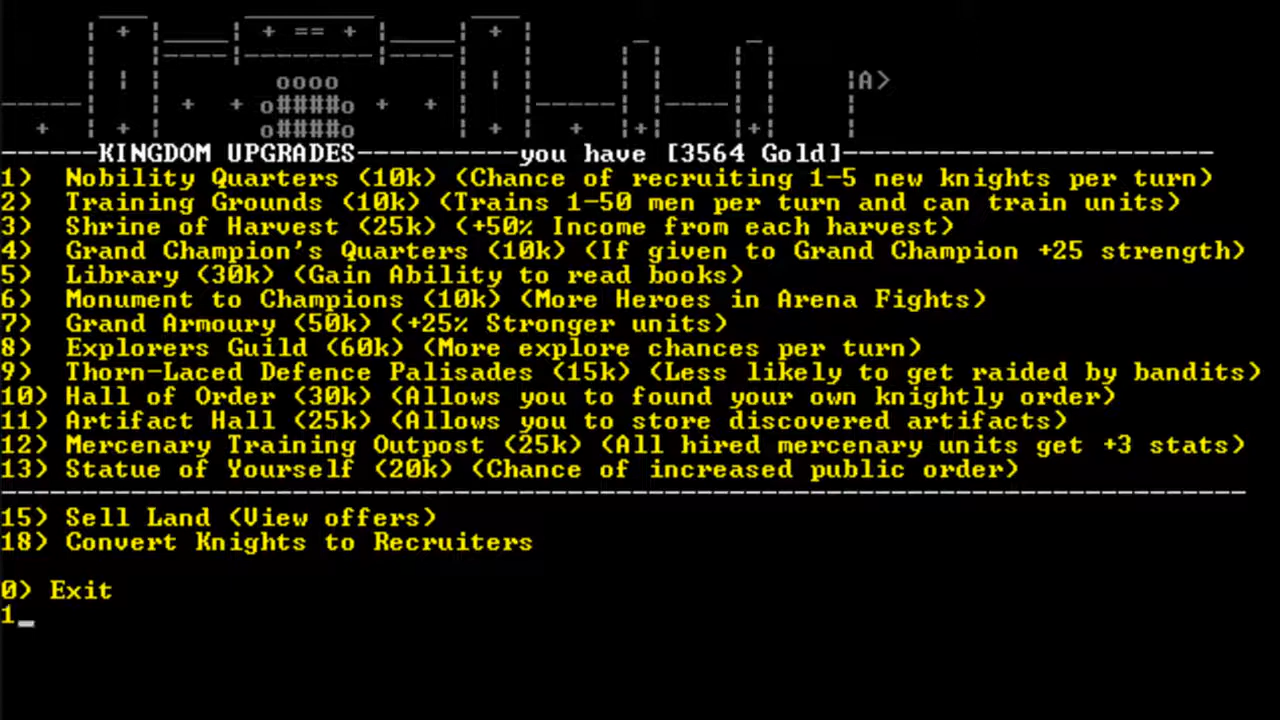 ------KINGDOM UPGRADES----------you have [3564 Gold]-----------------------
1)  Nobility Quarters (10k) (Chance of recruiting 1-5 new knights per turn)
2)  Training Grounds (10k) (Trains 1-50 men per turn and can train units)
3)  Shrine of Harvest (25k) (+50% Income from each harvest)
4)  Grand Champion's Quarters (10k) (If given to Grand Champion +25 strength)
5)  Library (30k) (Gain Ability to read books)
6)  Monument to Champions (10k) (More Heroes in Arena Fights)
7)  Grand Armoury (50k) (+25% Stronger units)
8)  Explorers Guild (60k) (More explore chances per turn)
9)  Thorn-Laced Defence Palisades (15k) (Less likely to get raided by bandits)
10) Hall of Order (30k) (Allows you to found your own knightly order)
11) Artifact Hall (25k) (Allows you to store discovered artifacts)
12) Mercenary Training Outpost (25k) (All hired mercenary units get +3 stats)
13) Statue of Yourself (20k) (Chance of increased public order)
15) Sell Land (View offers)
18) Convert Knights to Recruiters
0) Exit
1_